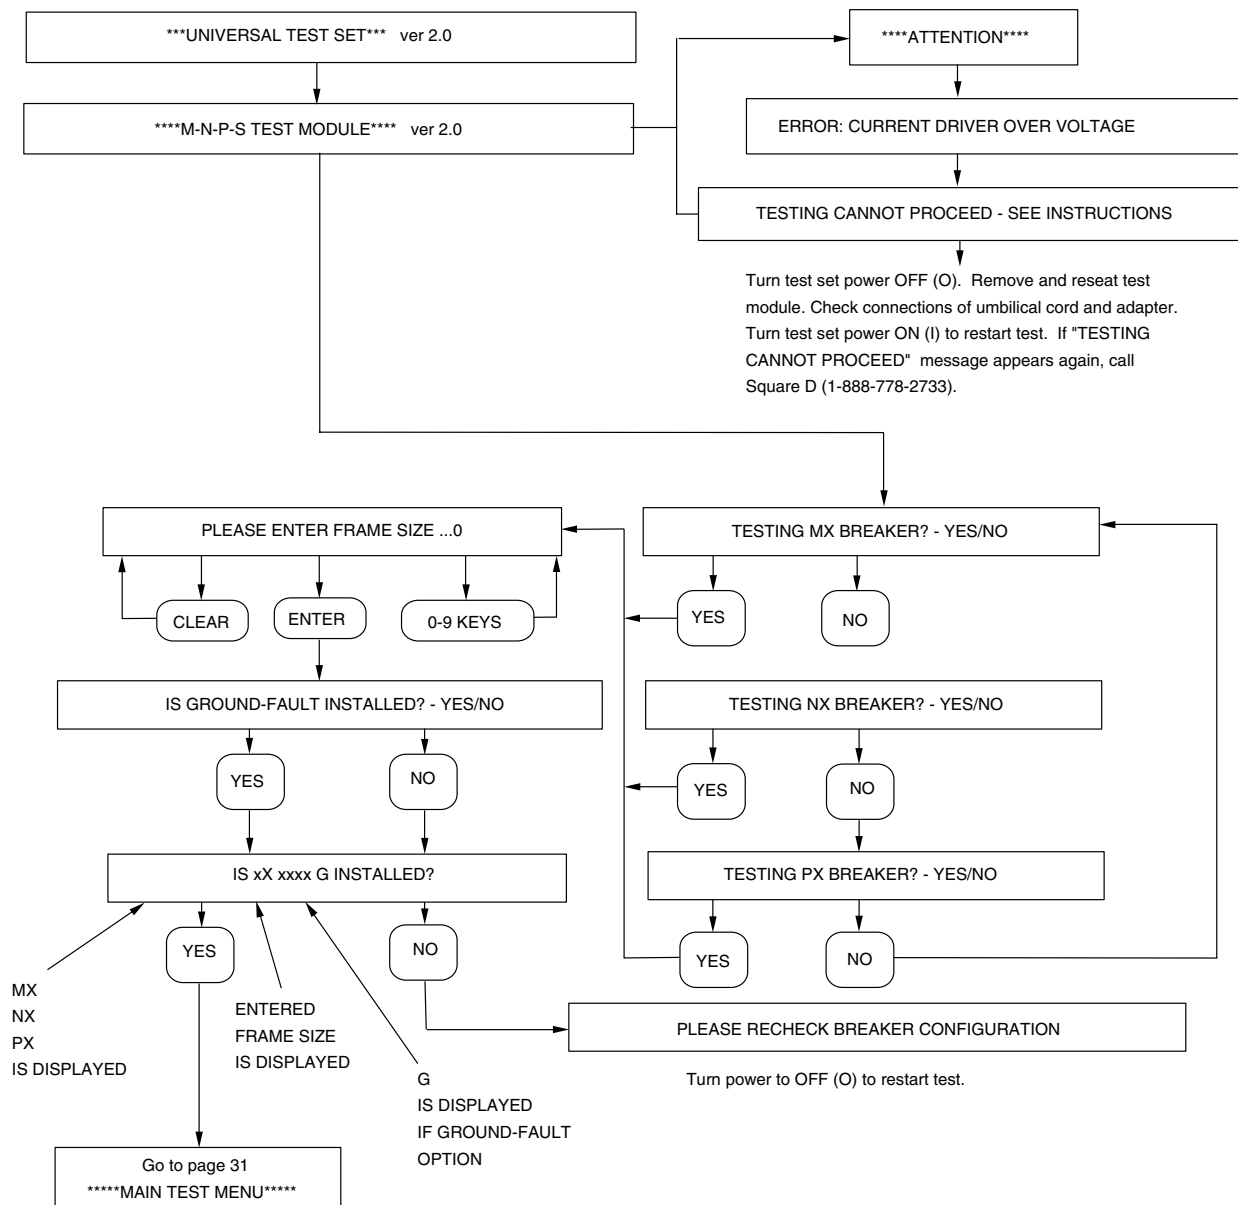 ***UNIVERSAL TEST SET*** ver 2.0
****ATTENTION****
****M-N-P-S TEST MODULE**** ver 2.0
ERROR: CURRENT DRIVER OVER VOLTAGE
TESTING CANNOT PROCEED - SEE INSTRUCTIONS
Turn test set power OFF (O). Remove and reseat test
module. Check connections of umbilical cord and adapter.
Turn test set power ON (I) to restart test. If "TESTING
CANNOT PROCEED" message appears again, call
Square D (1-888-778-2733).
PLEASE ENTER FRAME SIZE ...0
CLEAR
ENTER
0-9 KEYS
TESTING MX BREAKER? - YES/NO
YES
NO
IS GROUND-FAULT INSTALLED? - YES/NO
YES
NO
TESTING NX BREAKER? - YES/NO
YES
NO
IS xX xxxx G INSTALLED?
YES
NO
TESTING PX BREAKER? - YES/NO
YES
NO
MX
NX
PX
IS DISPLAYED
ENTERED
FRAME SIZE
IS DISPLAYED
G
IS DISPLAYED
IF GROUND-FAULT
OPTION
PLEASE RECHECK BREAKER CONFIGURATION
Turn power to OFF (O) to restart test.
Go to page 31
*****MAIN TEST MENU*****